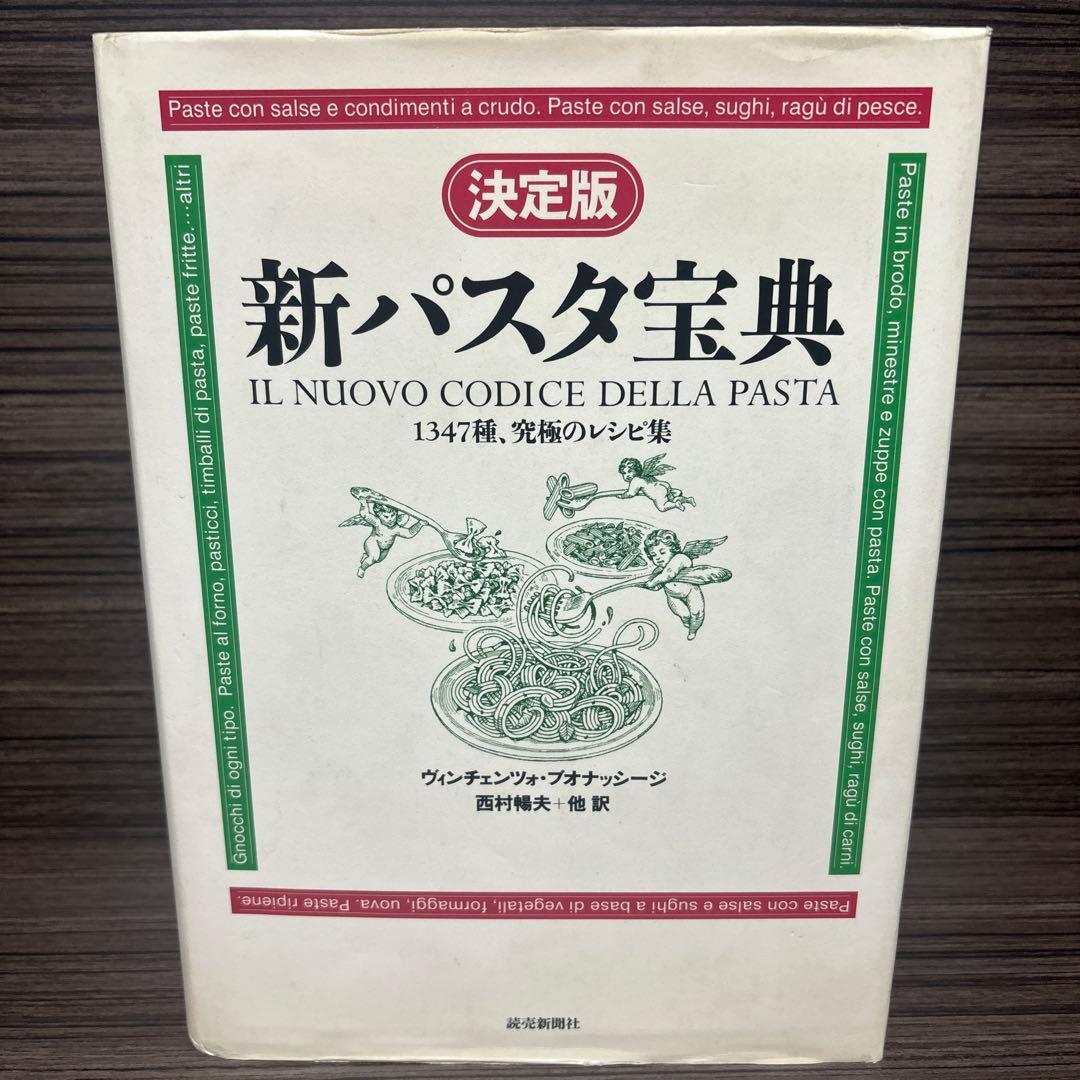 Paste con salse e condimenti a crudo. Paste con salse, sughi, ragù di pesce.
決定版
新パスタ宝典
IL NUOVO CODICE DELLA PASTA
1347種、究極のレシピ集
Gnocchi di ogni tipo. Paste al forno, pasticci, timballi di pasta, paste fritte.…altri
Paste in brodo, minestre e zuppe con pasta. Paste con salse, sughi, ragù di carni.
ヴィンチェンツォ・ブオナッシージ
西村暢夫+他 訳
Paste con salse e sughi a base di vegetali, formaggi, uova. Paste ripiene.
読売新聞社